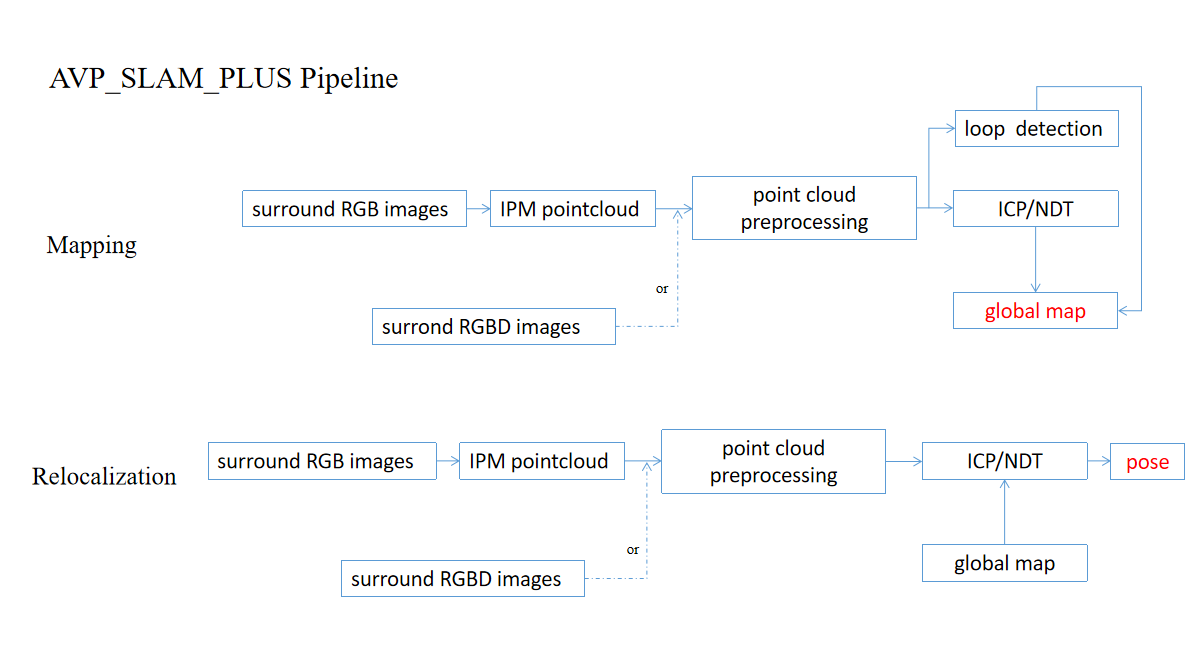 AVP_SLAM_PLUS Pipeline
loop detection
surround RGB images
IPM pointcloud
point cloud
preprocessing
ICP/NDT
Mapping
or
global map
surrond RGBD images
surround RGB images
IPM pointcloud
point cloud
preprocessing
ICP/NDT
pose
Relocalization
or
global map
surround RGBD images